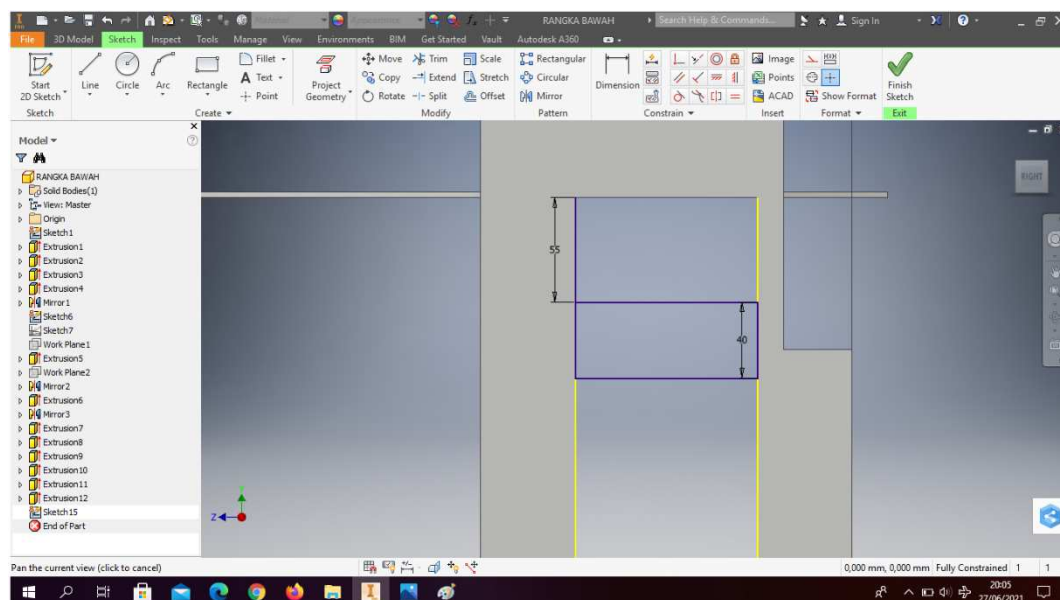 Material
Appearance
RANGKA BAWAH
Search Help & Commands...
Sign In
File 3D Model Sketch Inspect Tools Manage View Environments BIM Get Started Vault Autodesk A360
Start
2D Sketch
Line
Circle
Arc
Rectangle
Fillet
Text
Point
Project
Geometry
Move Trim Scale
Copy Extend Stretch
Rotate Split Offset
Rectangular
Circular
Mirror
Dimension
Image
Points
ACAD
Show Format
Finish
Sketch
Sketch Create Modify Pattern Constrain Insert Format Exit
Model
RANGKA BAWAH
Solid Bodies(1)
View: Master
Origin
Sketch1
Extrusion1
Extrusion2
Extrusion3
Extrusion4
Mirror1
Sketch6
Sketch7
Work Plane1
Extrusion5
Work Plane2
Mirror2
Extrusion6
Mirror3
Extrusion7
Extrusion8
Extrusion9
Extrusion10
Extrusion11
Extrusion12
Sketch15
End of Part
RIGHT
55
40
Y
Z
Pan the current view (click to cancel)
0,000 mm, 0,000 mm Fully Constrained 1 1
20:05
27/06/2021